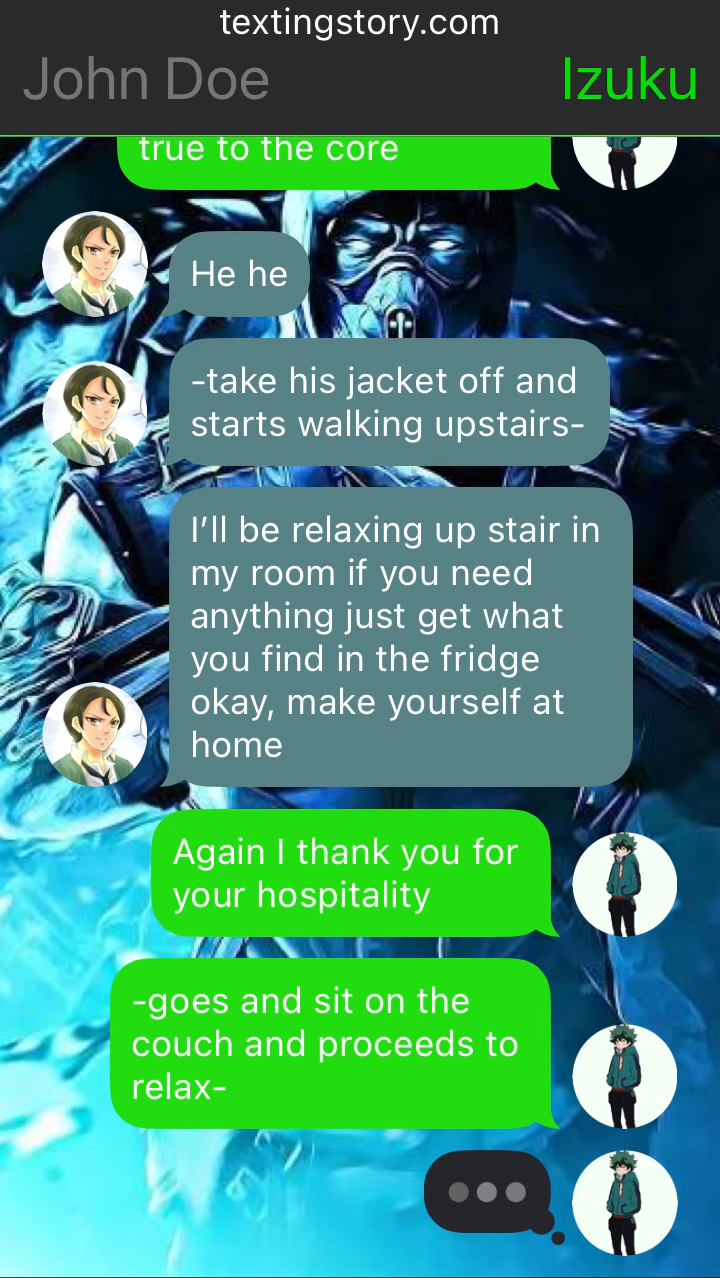 textingstory.com
John Doe
Izuku
true to the core
He he
-take his jacket off and
starts walking upstairs-
I’ll be relaxing up stair in
my room if you need
anything just get what
you find in the fridge
okay, make yourself at
home
Again I thank you for
your hospitality
-goes and sit on the
couch and proceeds to
relax-